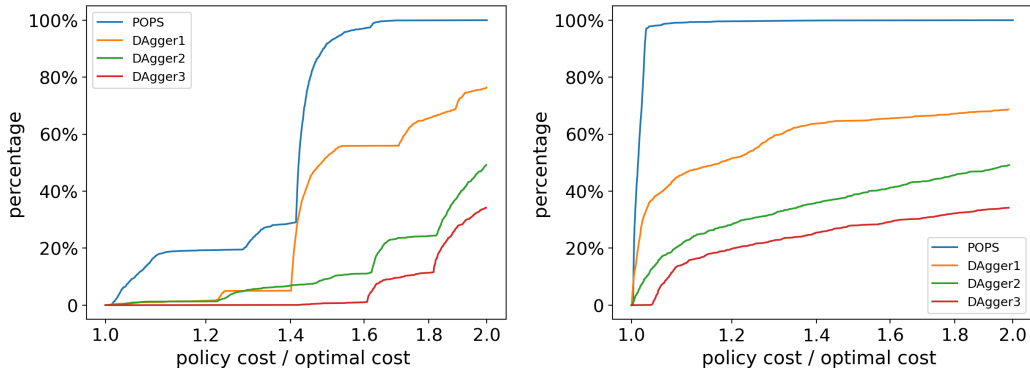 100%
80%
60%
40%
20%
0
percentage
POPS
DAgger1
DAgger2
DAgger3
1.0 1.2 1.4 1.6 1.8 2.0
policy cost / optimal cost
100%
80%
60%
40%
20%
0
percentage
POPS
DAgger1
DAgger2
DAgger3
1.0 1.2 1.4 1.6 1.8 2.0
policy cost / optimal cost